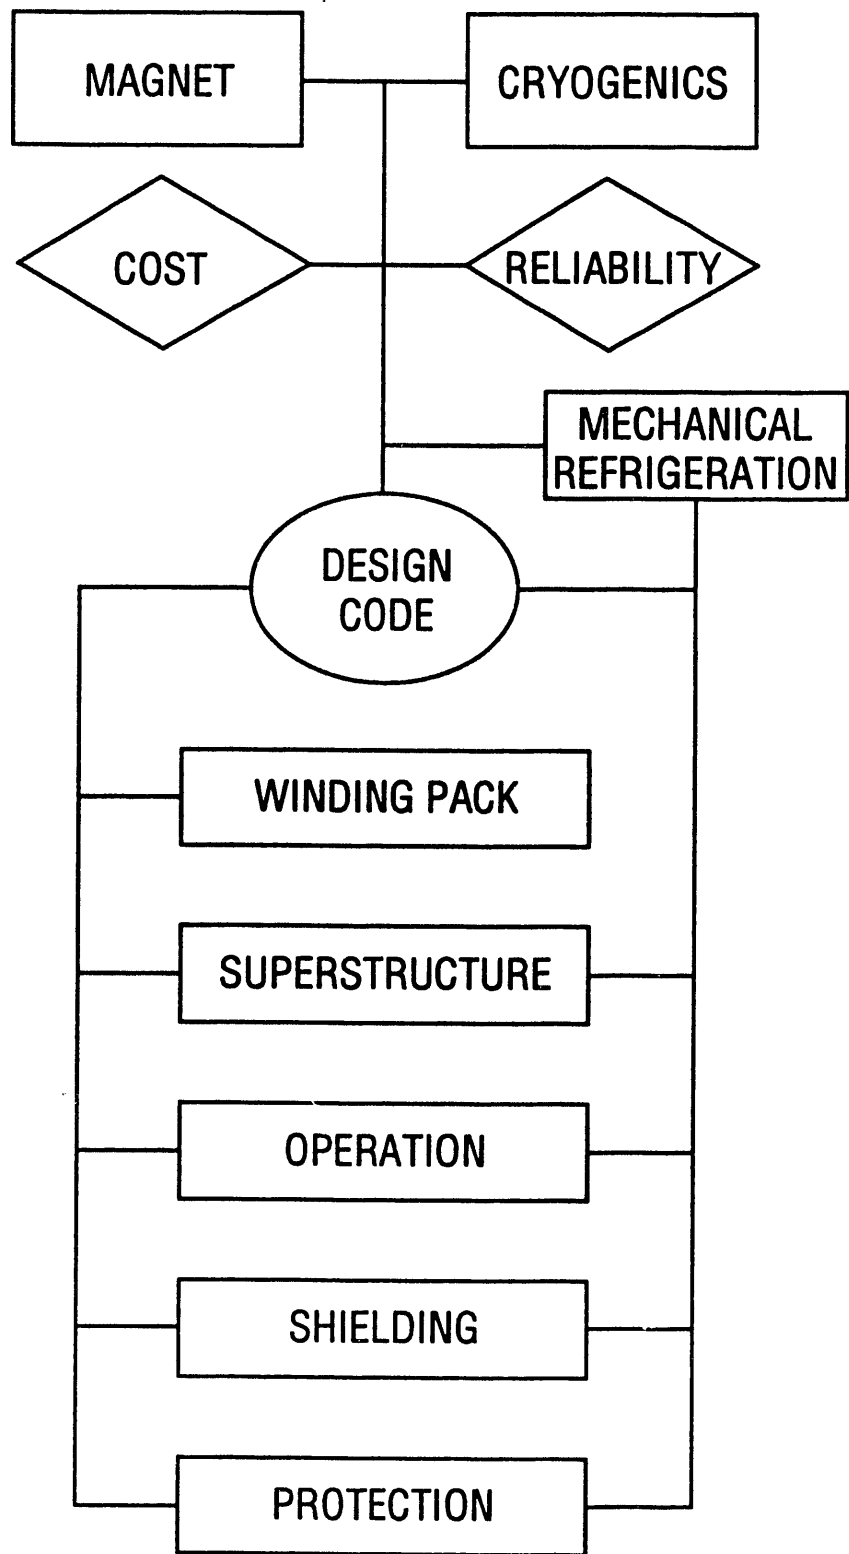 MAGNET
CRYOGENICS
COST
RELIABILITY
MECHANICAL
REFRIGERATION
DESIGN
CODE
WINDING PACK
SUPERSTRUCTURE
OPERATION
SHIELDING
PROTECTION